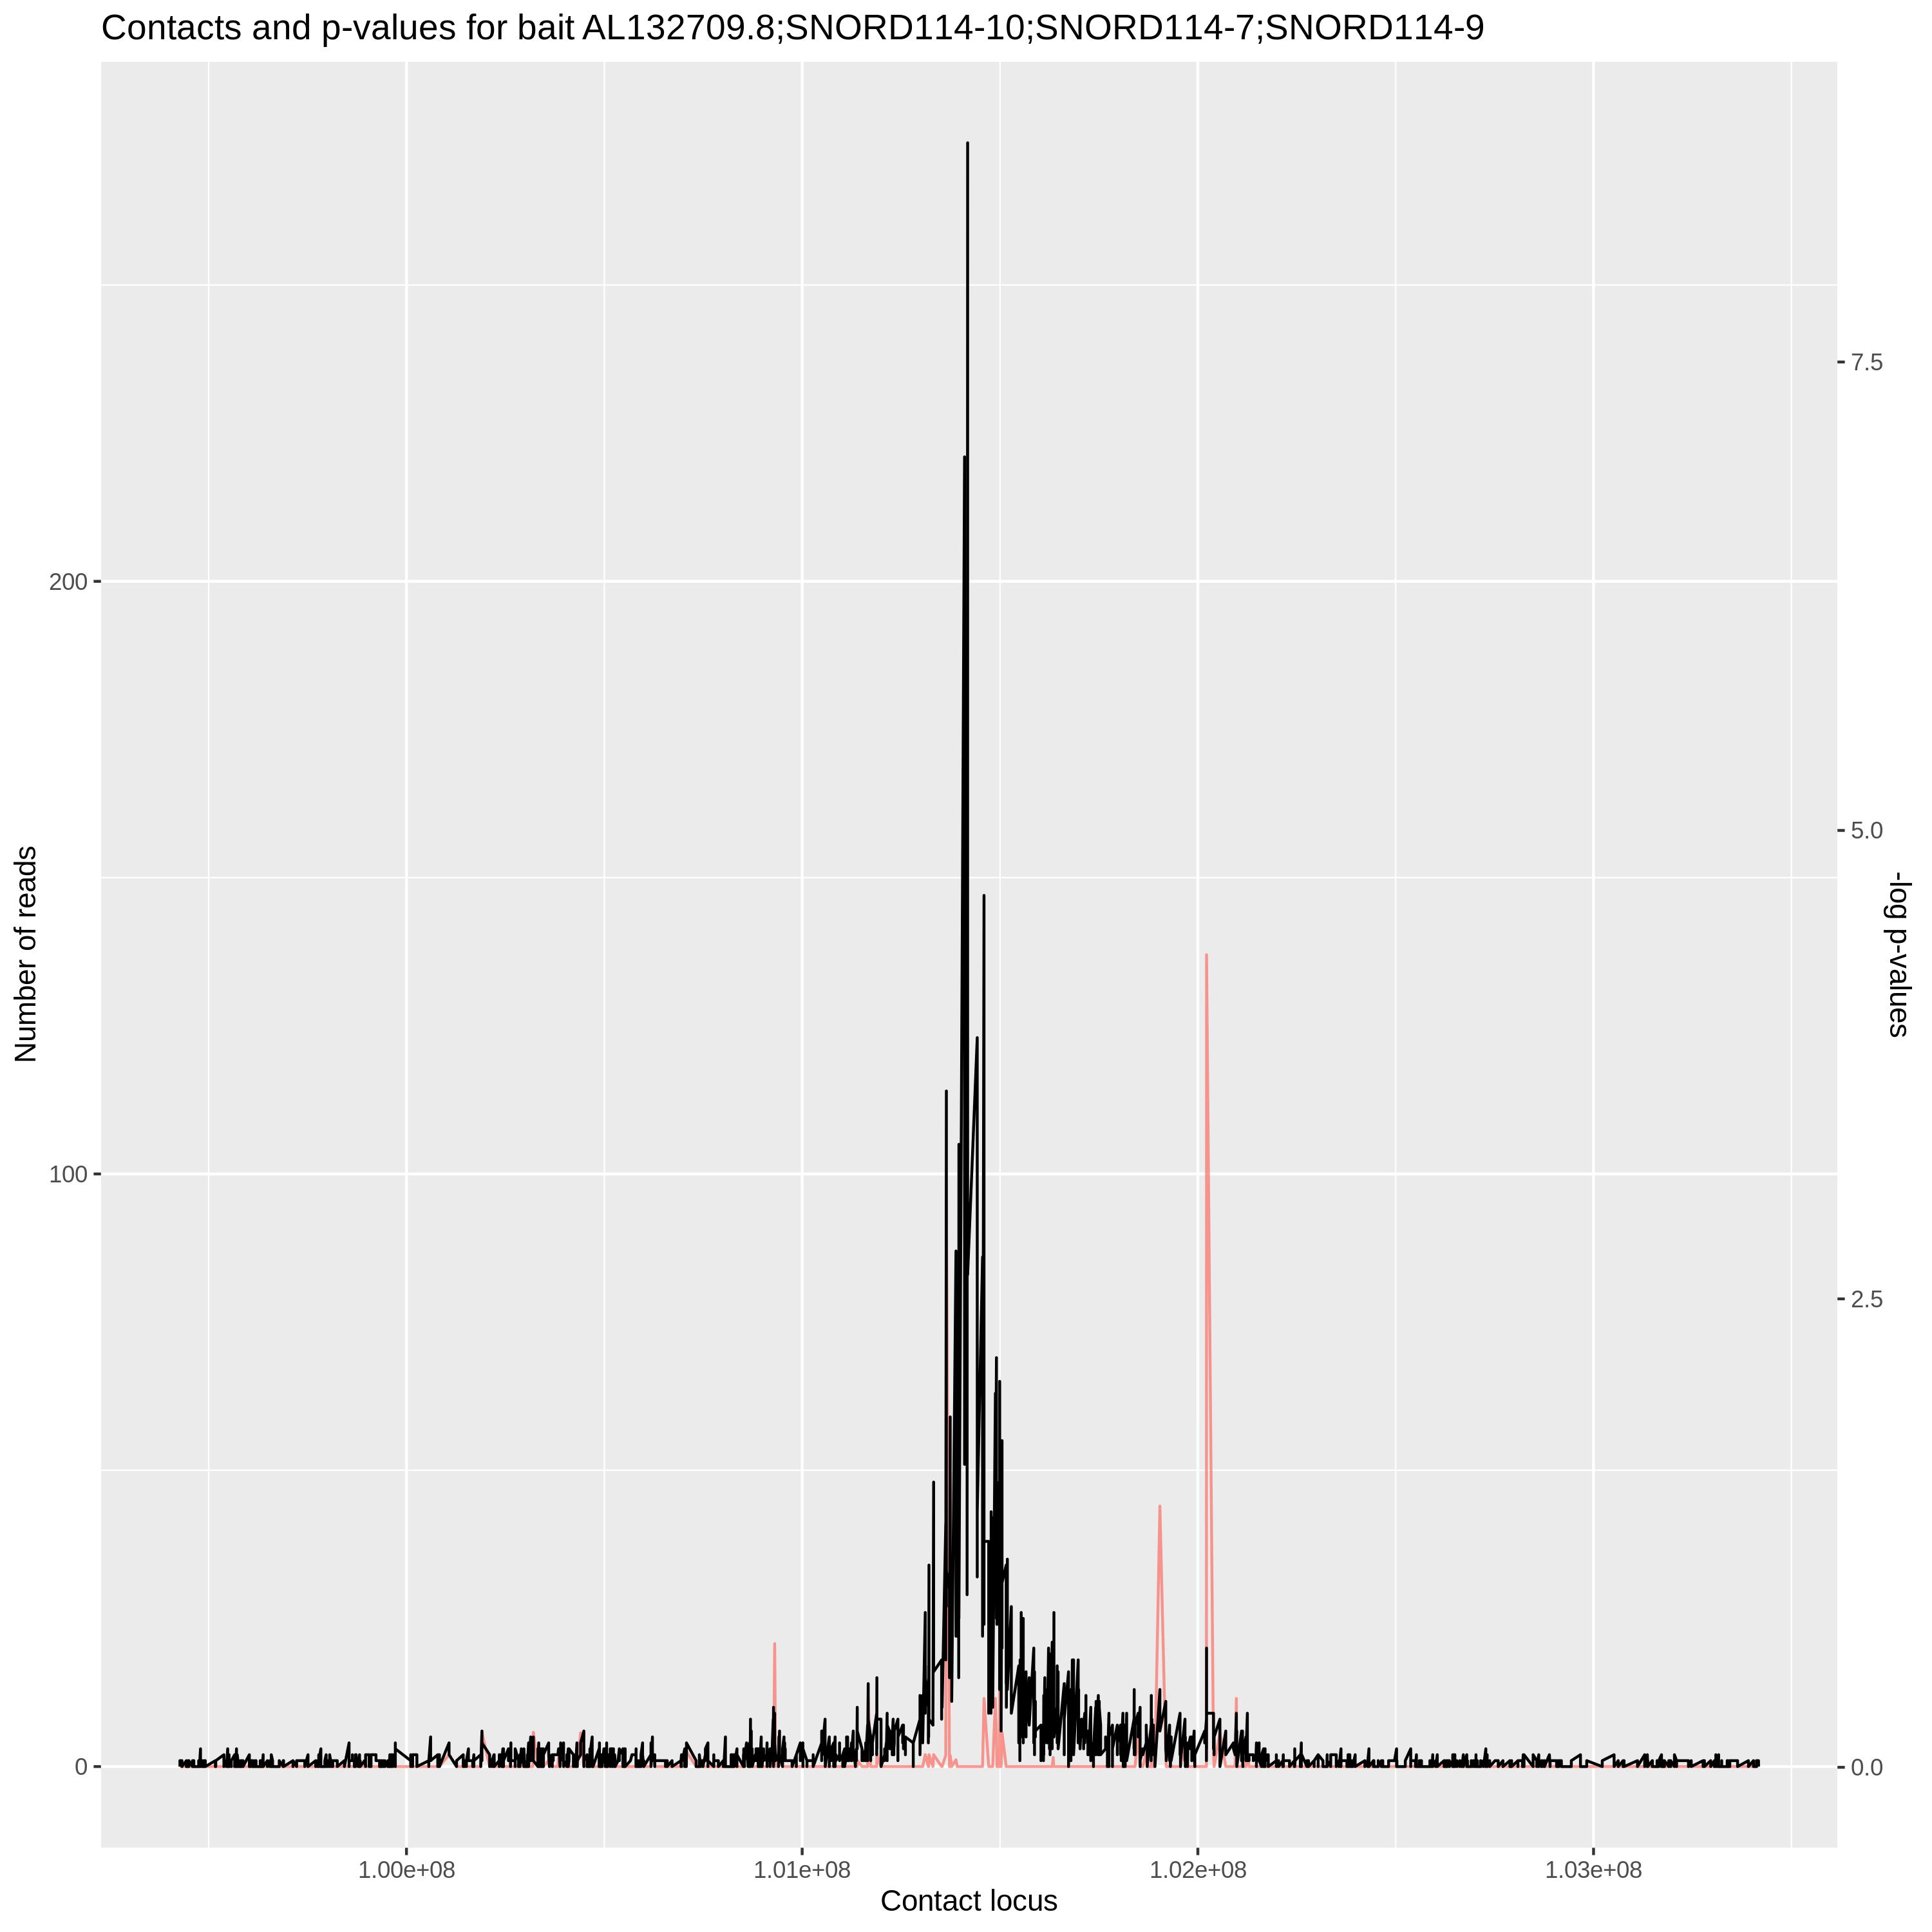 Contacts and p-values for bait AL132709.8;SNORD114-10;SNORD114-7;SNORD114-9
7.5
200
5.0
Number of reads
-log p-values
2.5
100
0
0.0
1.00e+08
1.01e+08
1.02e+08
1.03e+08
Contact locus